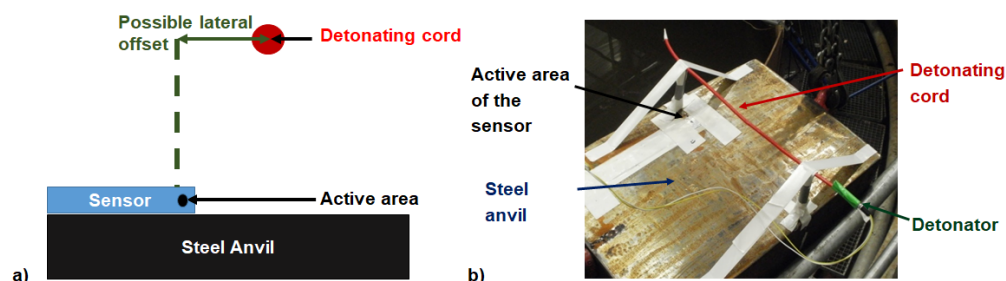 Possible lateral
offset
Detonating cord
Sensor
Active area
Steel Anvil
a)
Active area
of the
sensor
Detonating
cord
Steel
anvil
Detonator
b)